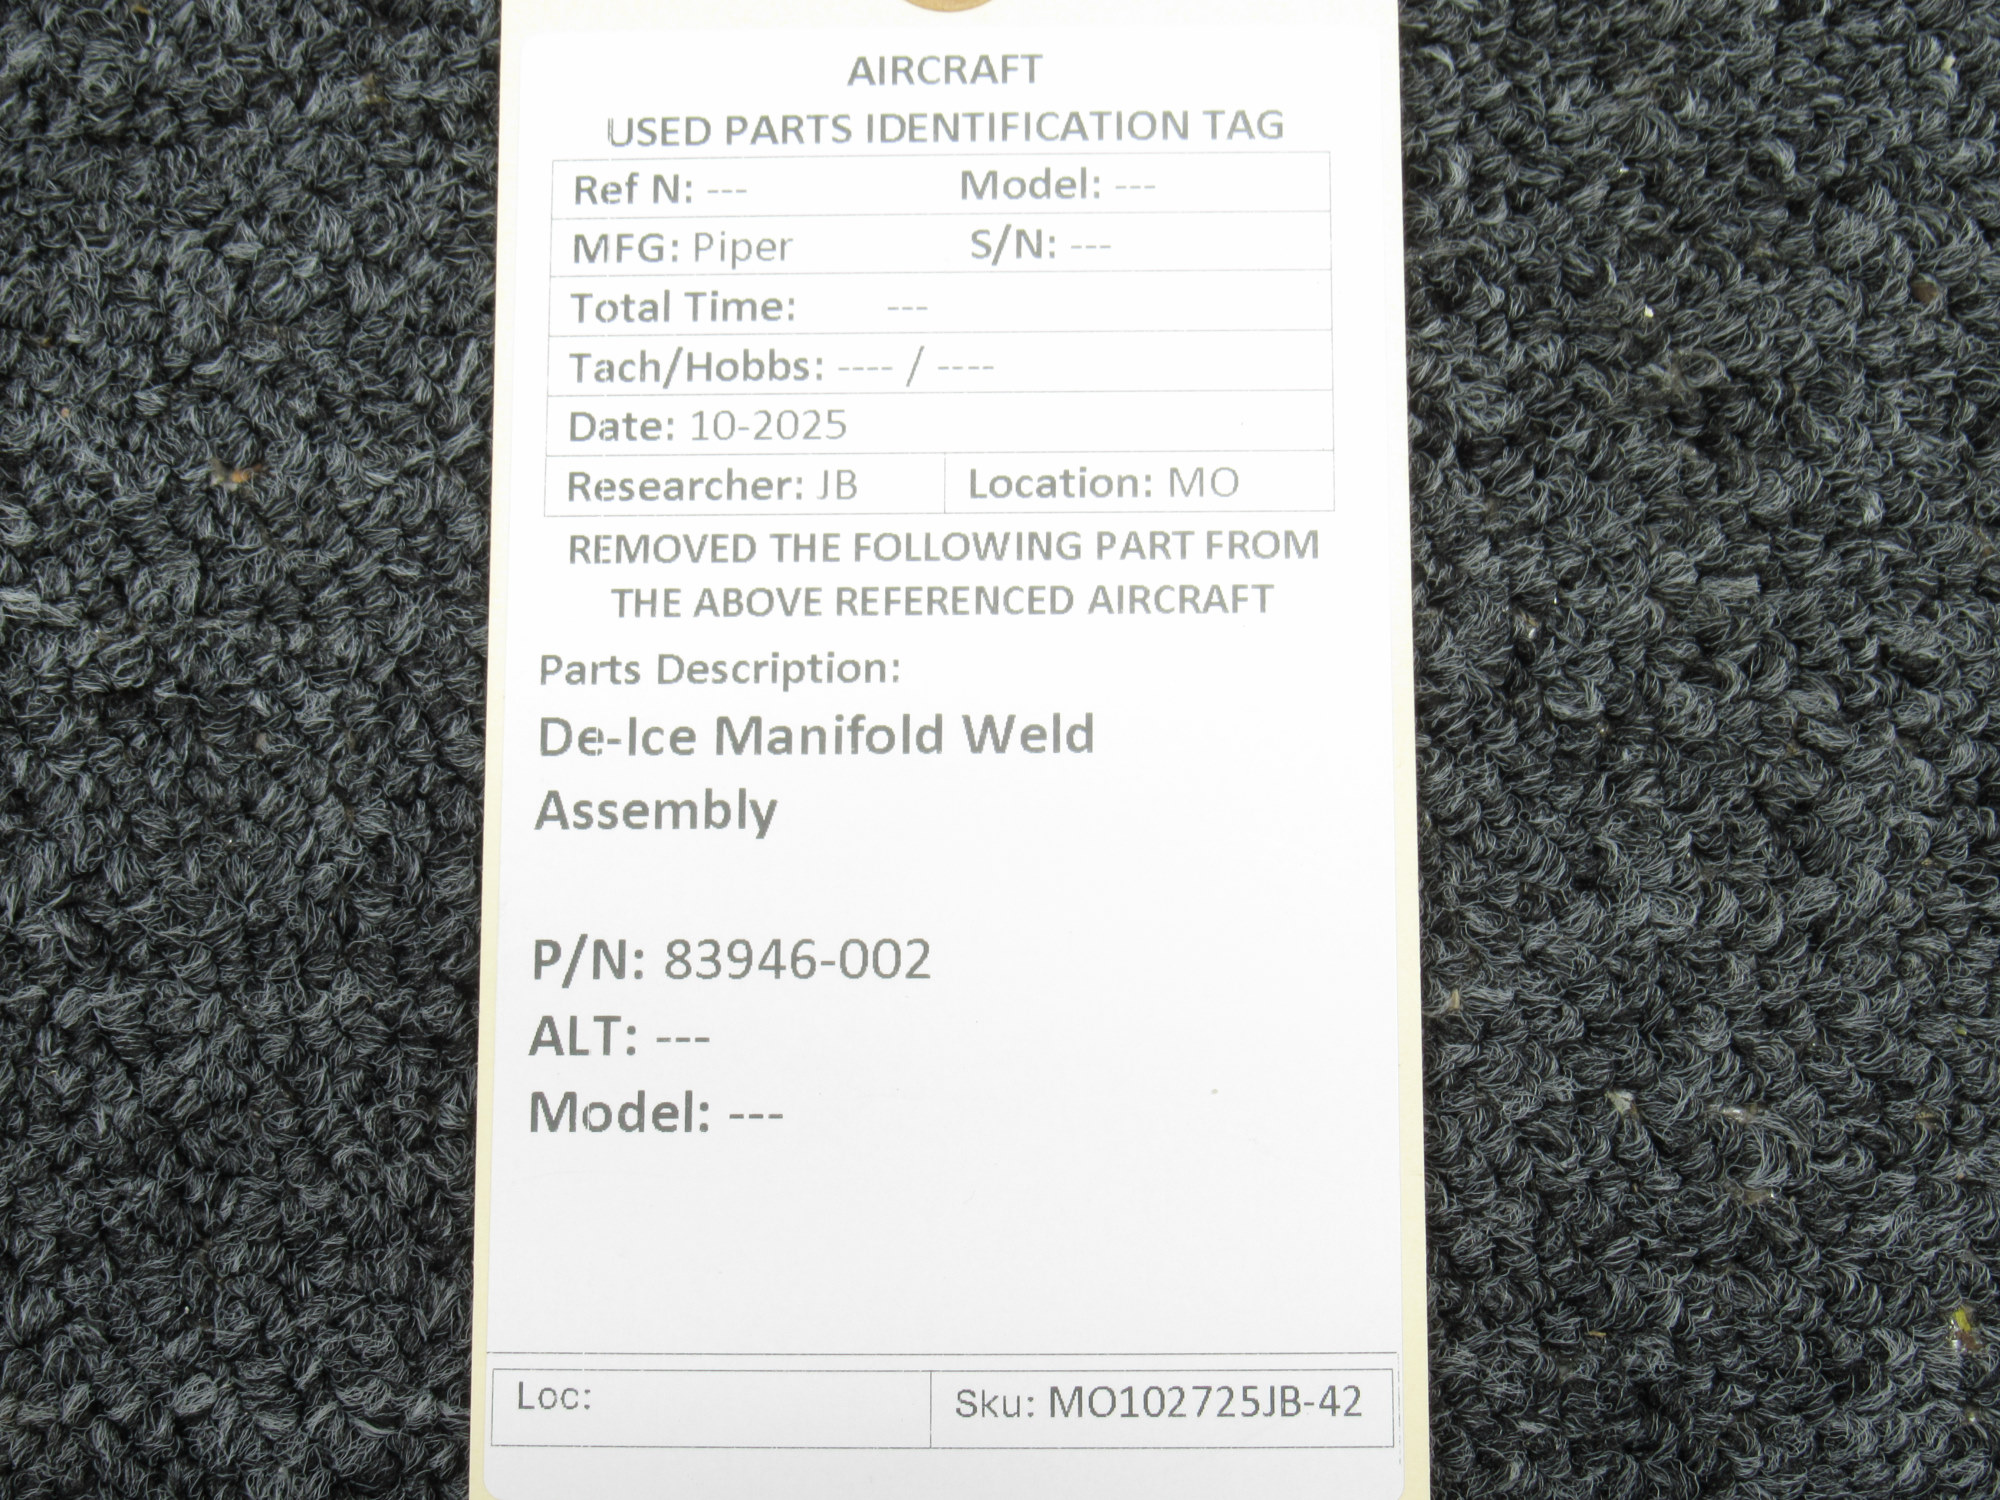 AIRCRAFT
USED PARTS IDENTIFICATION TAG
Ref N: --- Model: ---
MFG: Piper S/N: ---
Total Time: ---
Tach/Hobbs: ---- / ----
Date: 10-2025
Researcher: JB Location: MO
REMOVED THE FOLLOWING PART FROM
THE ABOVE REFERENCED AIRCRAFT
Parts Description:
De-Ice Manifold Weld
Assembly
P/N: 83946-002
ALT: ---
Model: ---
Loc: Sku: MO102725JB-42